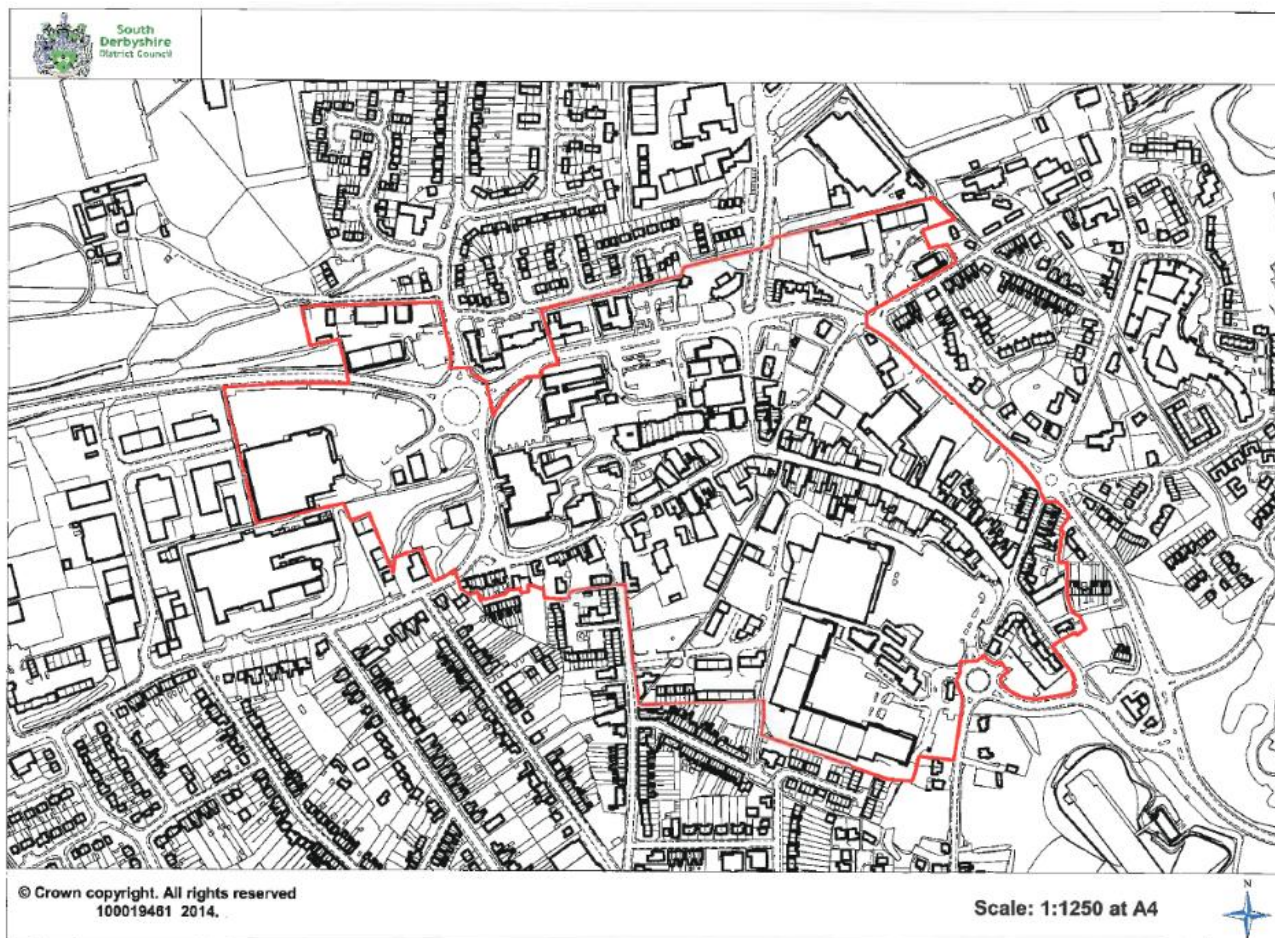 South
Derbyshire
District Council
© Crown copyright. All rights reserved
100019461 2014.
Scale: 1:1250 at A4
N